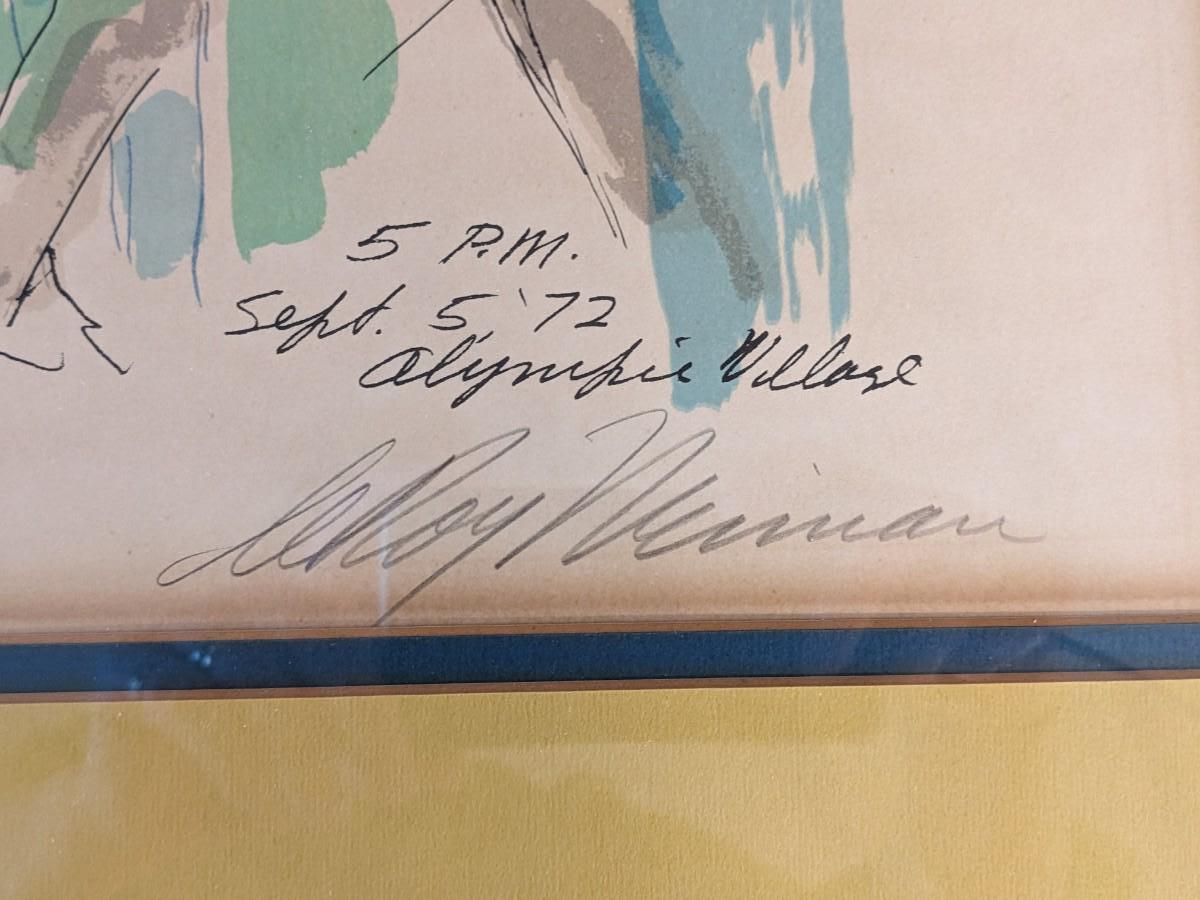 5 P.M.
Sept. 5, '72
Olympic Village
LeRoy Neiman